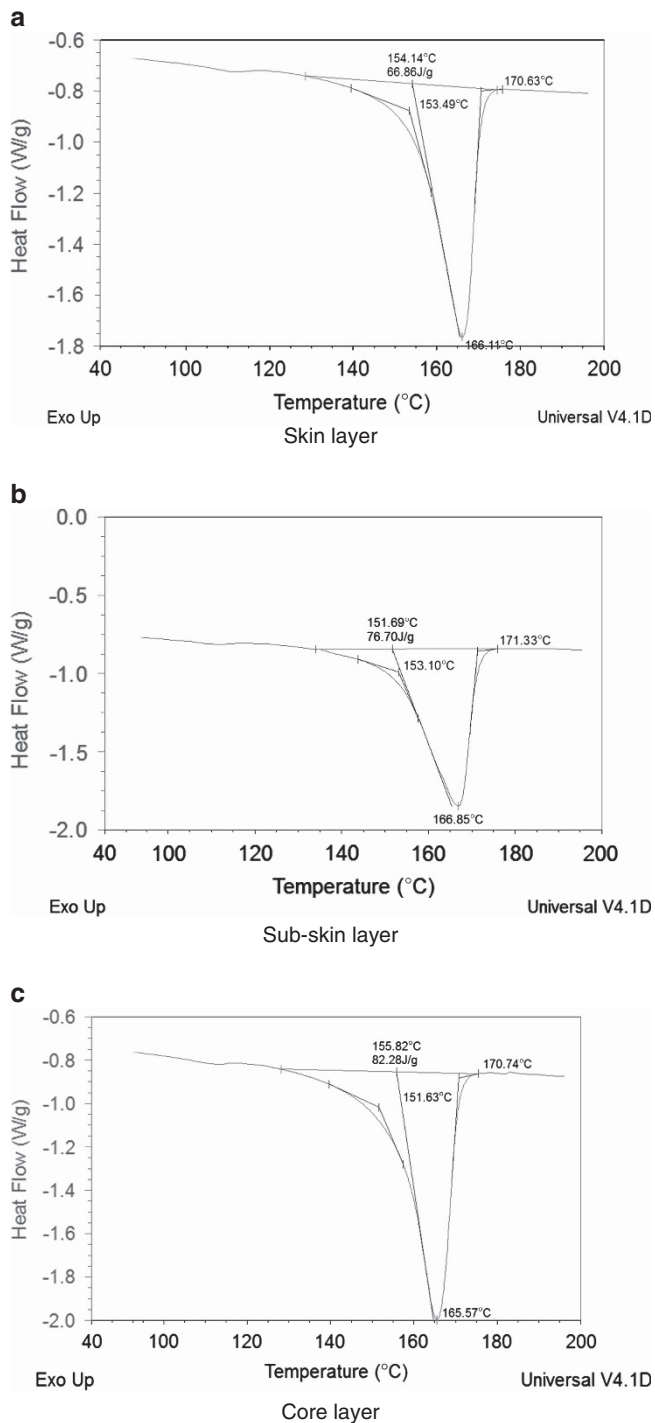 a
-0.6
-0.8
-1.0
-1.2
-1.4
-1.6
-1.8
Heat Flow (W/g)
154.14°C
66.86J/g
153.49°C
170.63°C
166.11°C
40 100 120 140 160 180 200
Temperature (°C)
Exo Up
Universal V4.1D
Skin layer
b
0.0
-0.5
-1.0
-1.5
-2.0
Heat Flow (W/g)
151.69°C
76.70J/g
153.10°C
171.33°C
166.85°C
40 100 120 140 160 180 200
Temperature (°C)
Exo Up
Universal V4.1D
Sub-skin layer
c
-0.6
-0.8
-1.0
-1.2
-1.4
-1.6
-1.8
-2.0
Heat Flow (W/g)
155.82°C
82.28J/g
151.63°C
170.74°C
165.57°C
40 100 120 140 160 180 200
Temperature (°C)
Exo Up
Universal V4.1D
Core layer